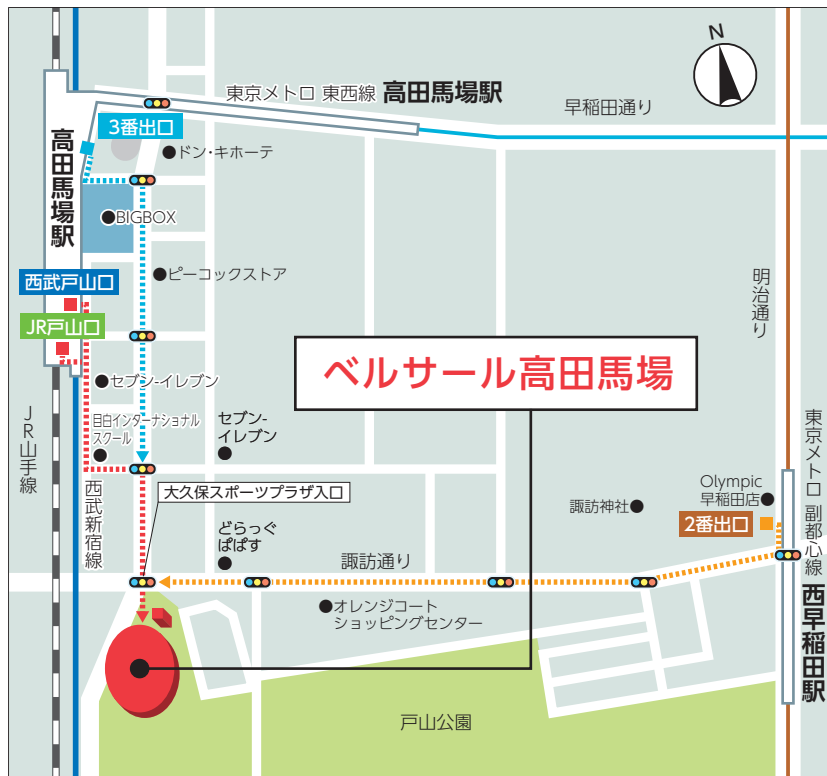 N
東京メトロ 東西線 高田馬場駅
早稲田通り
3番出口
ドン・キホーテ
高田馬場駅
BIGBOX
西武戸山口
ピーコックストア
明治通り
JR戸山口
ベルサール高田馬場
セブン-イレブン
JR山手線
目白インターナショナル
スクール
セブン-
イレブン
東京メトロ 副都心線
西早稲田駅
西武新宿線
大久保スポーツプラザ入口
Olympic
早稲田店
諏訪神社
2番出口
どらっぐ
ぱぱす
諏訪通り
オレンジコート
ショッピングセンター
戸山公園